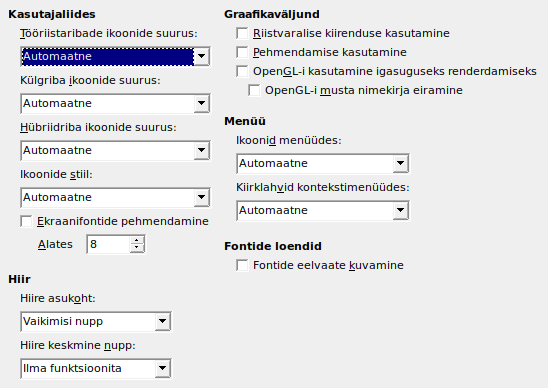 Kasutajaliides
Tööriistaribade ikoonide suurus:
Automaatne
Külgriba ikoonide suurus:
Automaatne
Hübriidriba ikoonide suurus:
Automaatne
Ikoonide stiil:
Automaatne
Ekraanifontide pehmendamine
Alates 8
Hiir
Hiire asukoht:
Vaikimisi nupp
Hiire keskmine nupp:
Ilma funktsioonita
Graafikaväljund
Riistvaralise kiirenduse kasutamine
Pehmendamise kasutamine
OpenGL-i kasutamine igasuguseks renderdamiseks
OpenGL-i musta nimekirja eiramine
Menüü
Ikoonid menüüdes:
Automaatne
Kiirklahvid kontekstimenüüdes:
Automaatne
Fontide loendid
Fontide eelvaate kuvamine